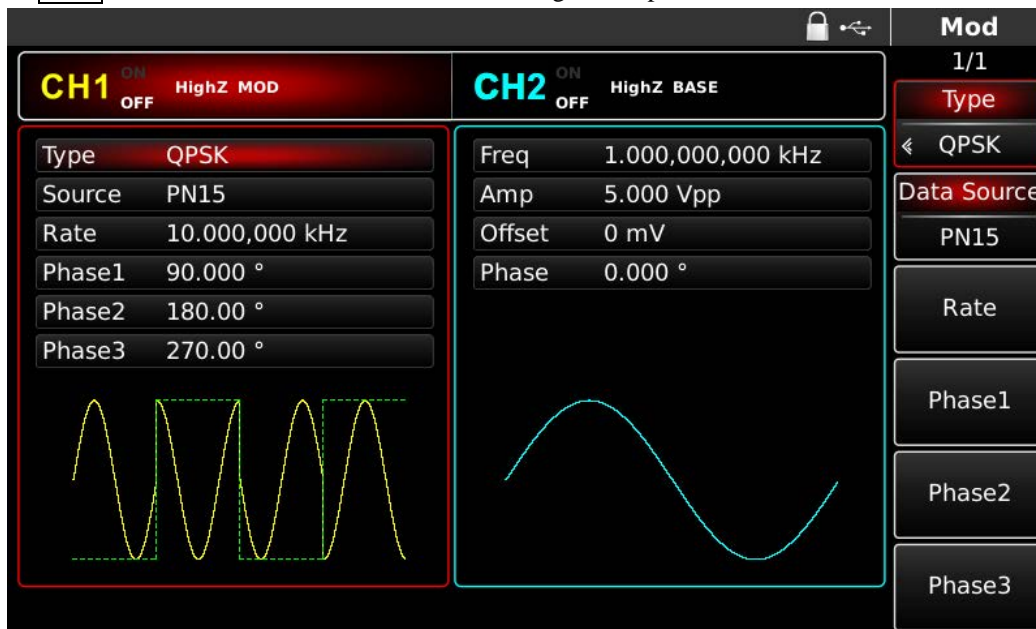 Mod
1/1
CH1 ON OFF HighZ MOD
CH2 ON OFF HighZ BASE
Type QPSK
Source PN15
Rate 10.000,000 kHz
Phase1 90.000 °
Phase2 180.00 °
Phase3 270.00 °
Freq 1.000,000,000 kHz
Amp 5.000 Vpp
Offset 0 mV
Phase 0.000 °
Type
QPSK
Data Source
PN15
Rate
Phase1
Phase2
Phase3